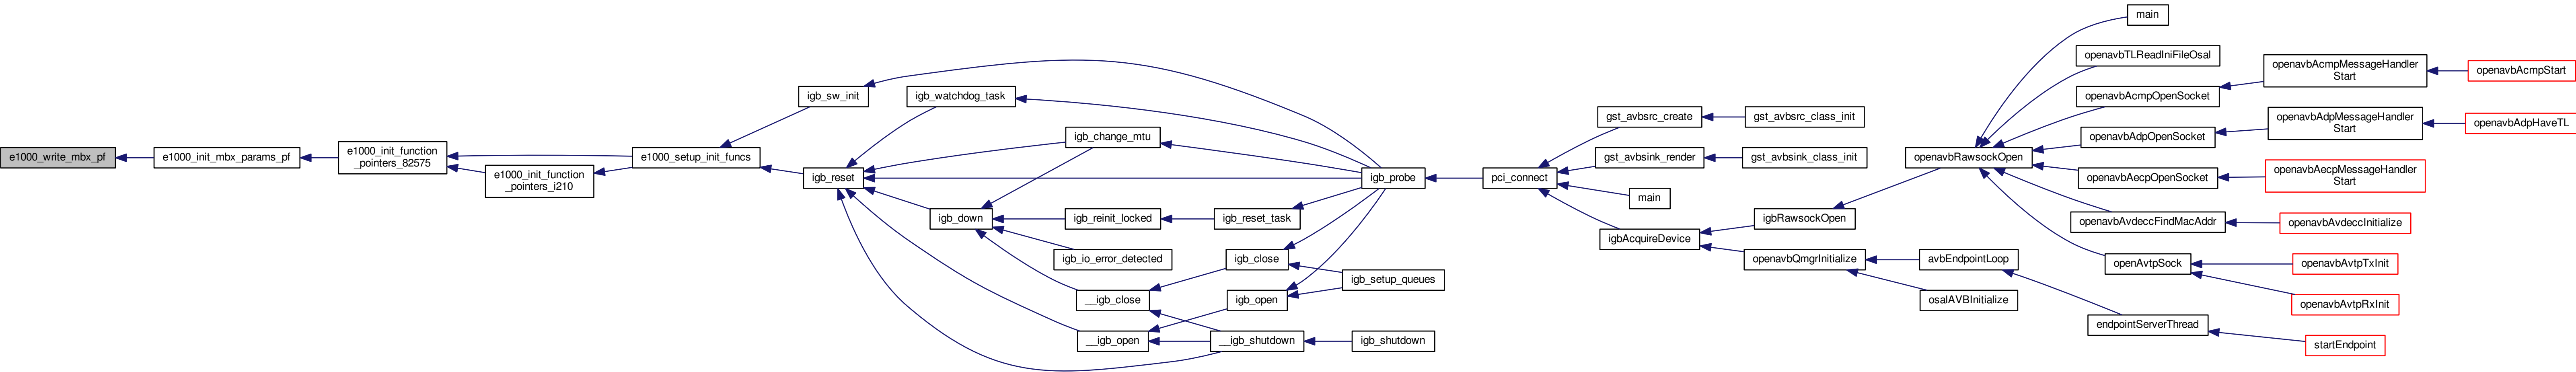 e1000_write_mbx_pf
e1000_init_mbx_params_pf
e1000_init_function
_pointers_82575
e1000_init_function
_pointers_i210
e1000_setup_init_funcs
igb_sw_init
igb_reset
igb_watchdog_task
igb_change_mtu
igb_down
igb_reinit_locked
igb_io_error_detected
__igb_close
__igb_open
igb_reset_task
igb_close
igb_open
__igb_shutdown
igb_probe
igb_setup_queues
igb_shutdown
pci_connect
gst_avbsrc_create
gst_avbsink_render
main
igbAcquireDevice
gst_avbsrc_class_init
gst_avbsink_class_init
igbRawsockOpen
openavbQmgrInitialize
openavbRawsockOpen
avbEndpointLoop
osalAVBInitialize
main
openavbTLReadIniFileOsal
openavbAcmpOpenSocket
openavbAdpOpenSocket
openavbAecpOpenSocket
openavbAvdeccFindMacAddr
openAvtpSock
endpointServerThread
openavbAcmpMessageHandler
Start
openavbAdpMessageHandler
Start
openavbAecpMessageHandler
Start
openavbAvdeccInitialize
openavbAvtpTxInit
openavbAvtpRxInit
startEndpoint
openavbAcmpStart
openavbAdpHaveTL